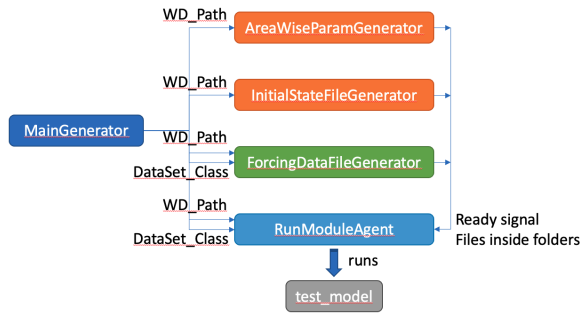 WD_Path
AreaWiseParamGenerator
WD_Path
InitialStateFileGenerator
MainGenerator
WD_Path
ForcingDataFileGenerator
DataSet_Class
WD_Path
RunModuleAgent
DataSet_Class
Ready signal
Files inside folders
runs
test_model